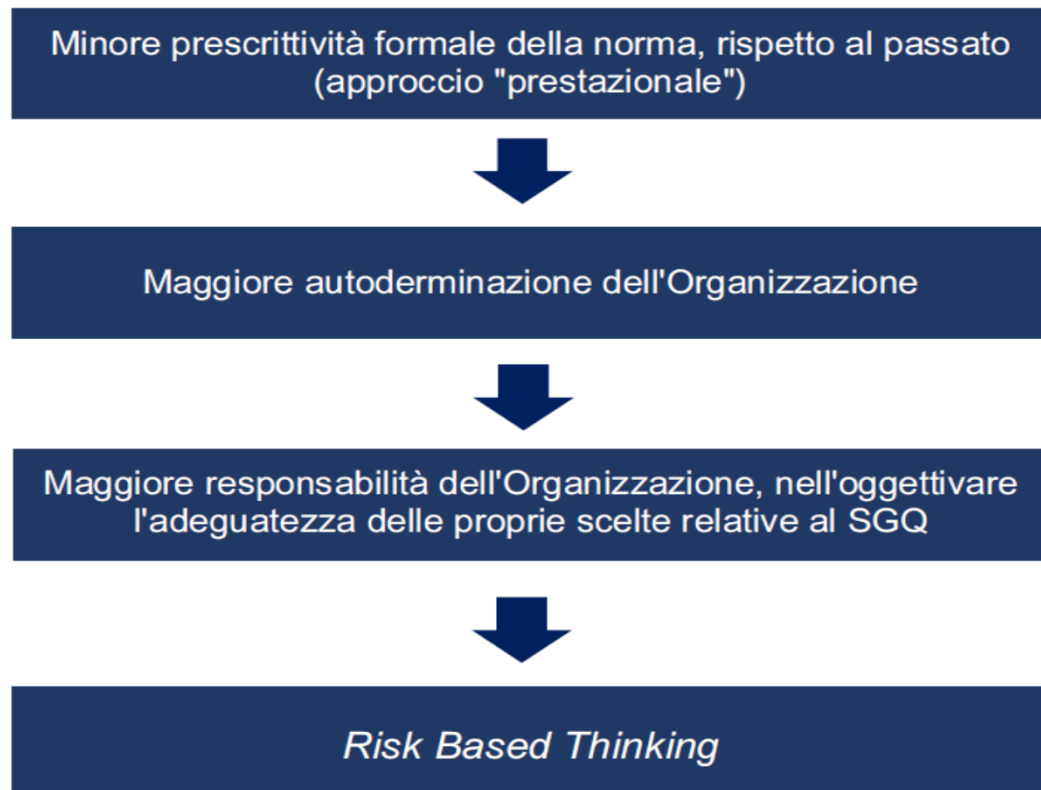 Minore prescrittività formale della norma, rispetto al passato
(approccio "prestazionale")
Maggiore autoderminazione dell'Organizzazione
Maggiore responsabilità dell'Organizzazione, nell'oggettivare
l'adeguatezza delle proprie scelte relative al SGQ
Risk Based Thinking